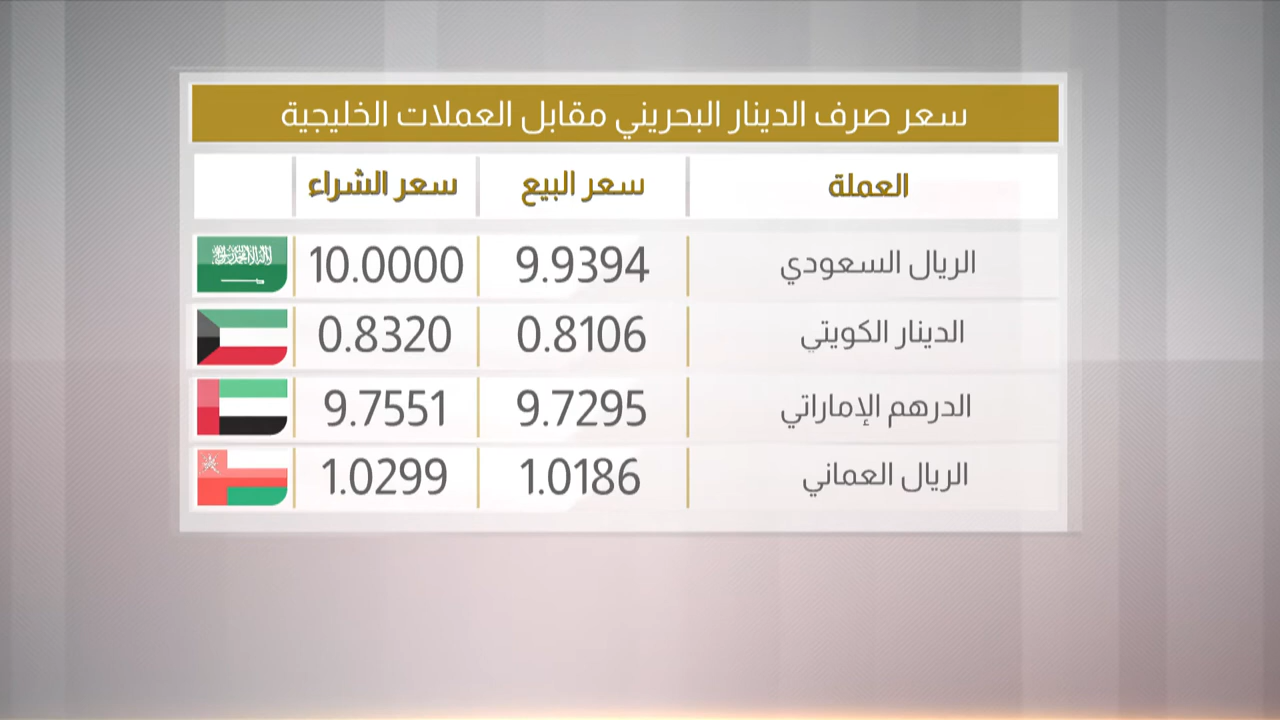 سعر صرف الدينار البحريني مقابل العملات الخليجية
العملة سعر البيع سعر الشراء
الريال السعودي 9.9394 10.0000
الدينار الكويتي 0.8106 0.8320
الدرهم الإماراتي 9.7295 9.7551
الريال العماني 1.0186 1.0299